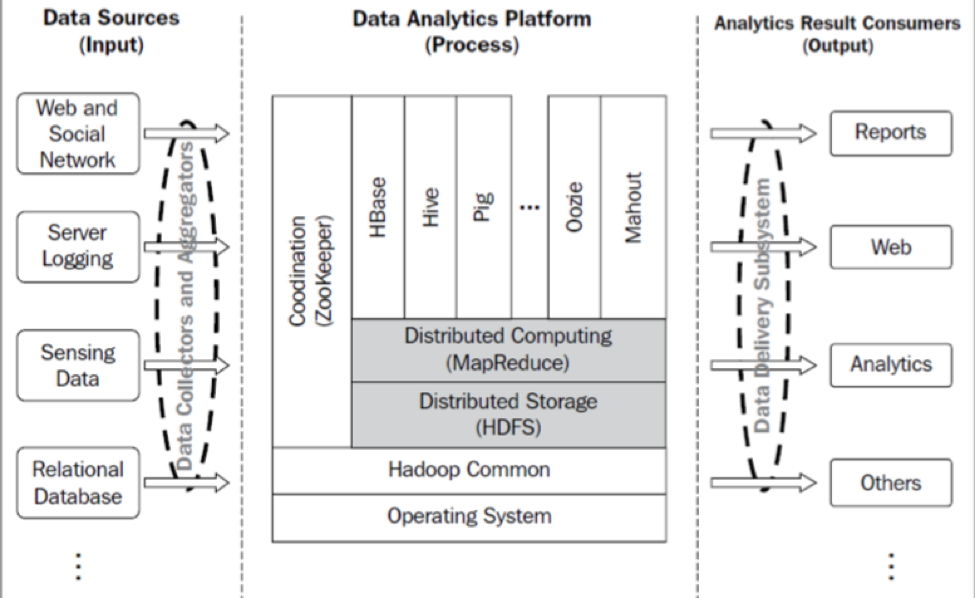 Data Sources
(Input)
Data Analytics Platform
(Process)
Analytics Result Consumers
(Output)
Web and
Social
Network
Server
Logging
Sensing
Data
Relational
Database
⋮
Data Collectors and Aggregators
Coodination
(ZooKeeper)
HBase
Hive
Pig
...
Oozie
Mahout
Distributed Computing
(MapReduce)
Distributed Storage
(HDFS)
Hadoop Common
Operating System
Data Delivery Subsystem
Reports
Web
Analytics
Others
⋮